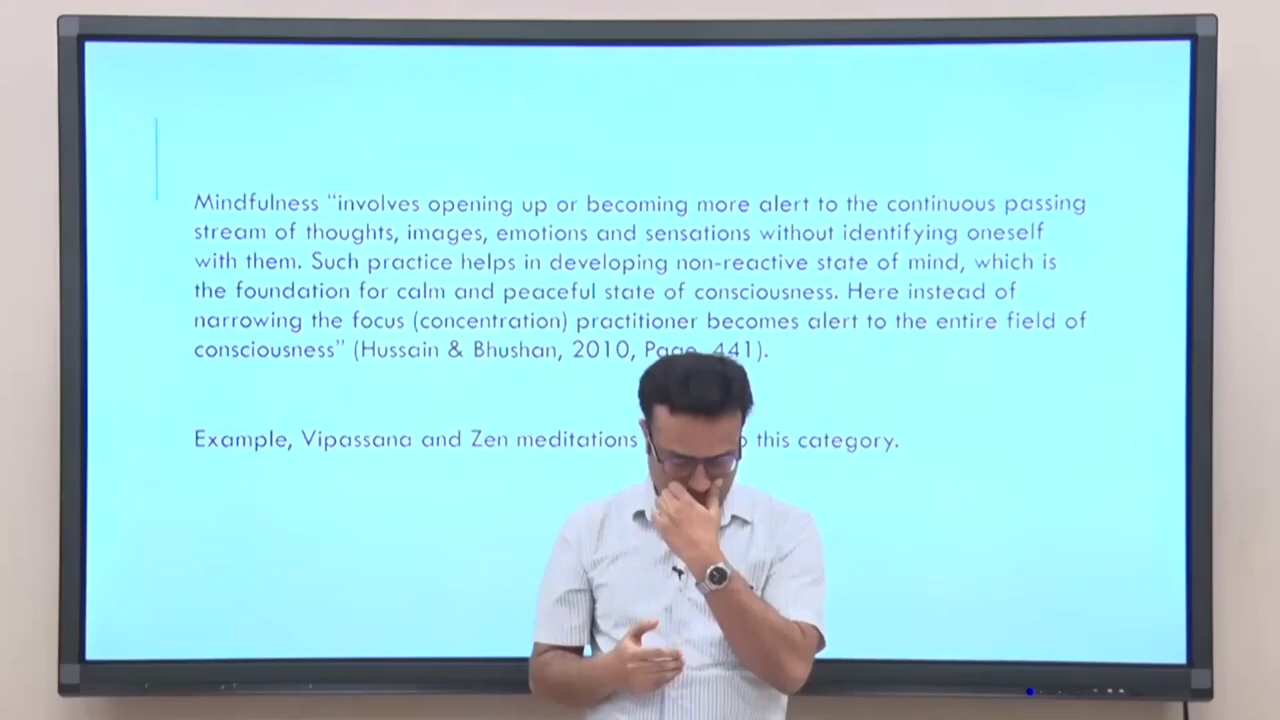 Mindfulness “involves opening up or becoming more alert to the continuous passing
stream of thoughts, images, emotions and sensations without identifying oneself
with them. Such practice helps in developing non-reactive state of mind, which is
the foundation for calm and peaceful state of consciousness. Here instead of
narrowing the focus (concentration) practitioner becomes alert to the entire field of
consciousness” (Hussain & Bhushan, 2010, Page 441).
Example, Vipassana and Zen meditations this category.